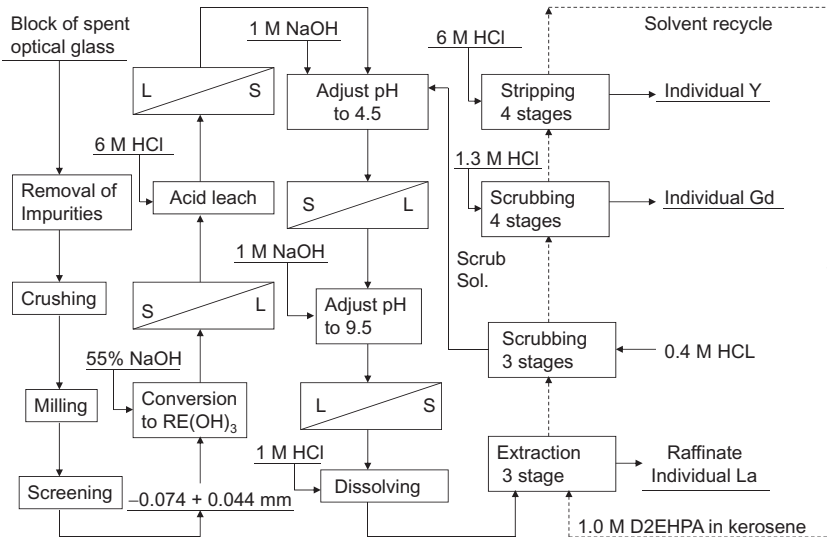 Block of spent
optical glass
Removal of
Impurities
Crushing
Milling
Screening
−0.074 + 0.044 mm
55% NaOH
Conversion
to RE(OH)3
S
L
6 M HCl
Acid leach
L
S
1 M NaOH
Adjust pH
to 4.5
S
L
1 M NaOH
Adjust pH
to 9.5
L
S
1 M HCl
Dissolving
Solvent recycle
6 M HCl
Stripping
4 stages
Individual Y
1.3 M HCl
Scrubbing
4 stages
Individual Gd
Scrub
Sol.
Scrubbing
3 stages
0.4 M HCL
Extraction
3 stage
Raffinate
Individual La
1.0 M D2EHPA in kerosene